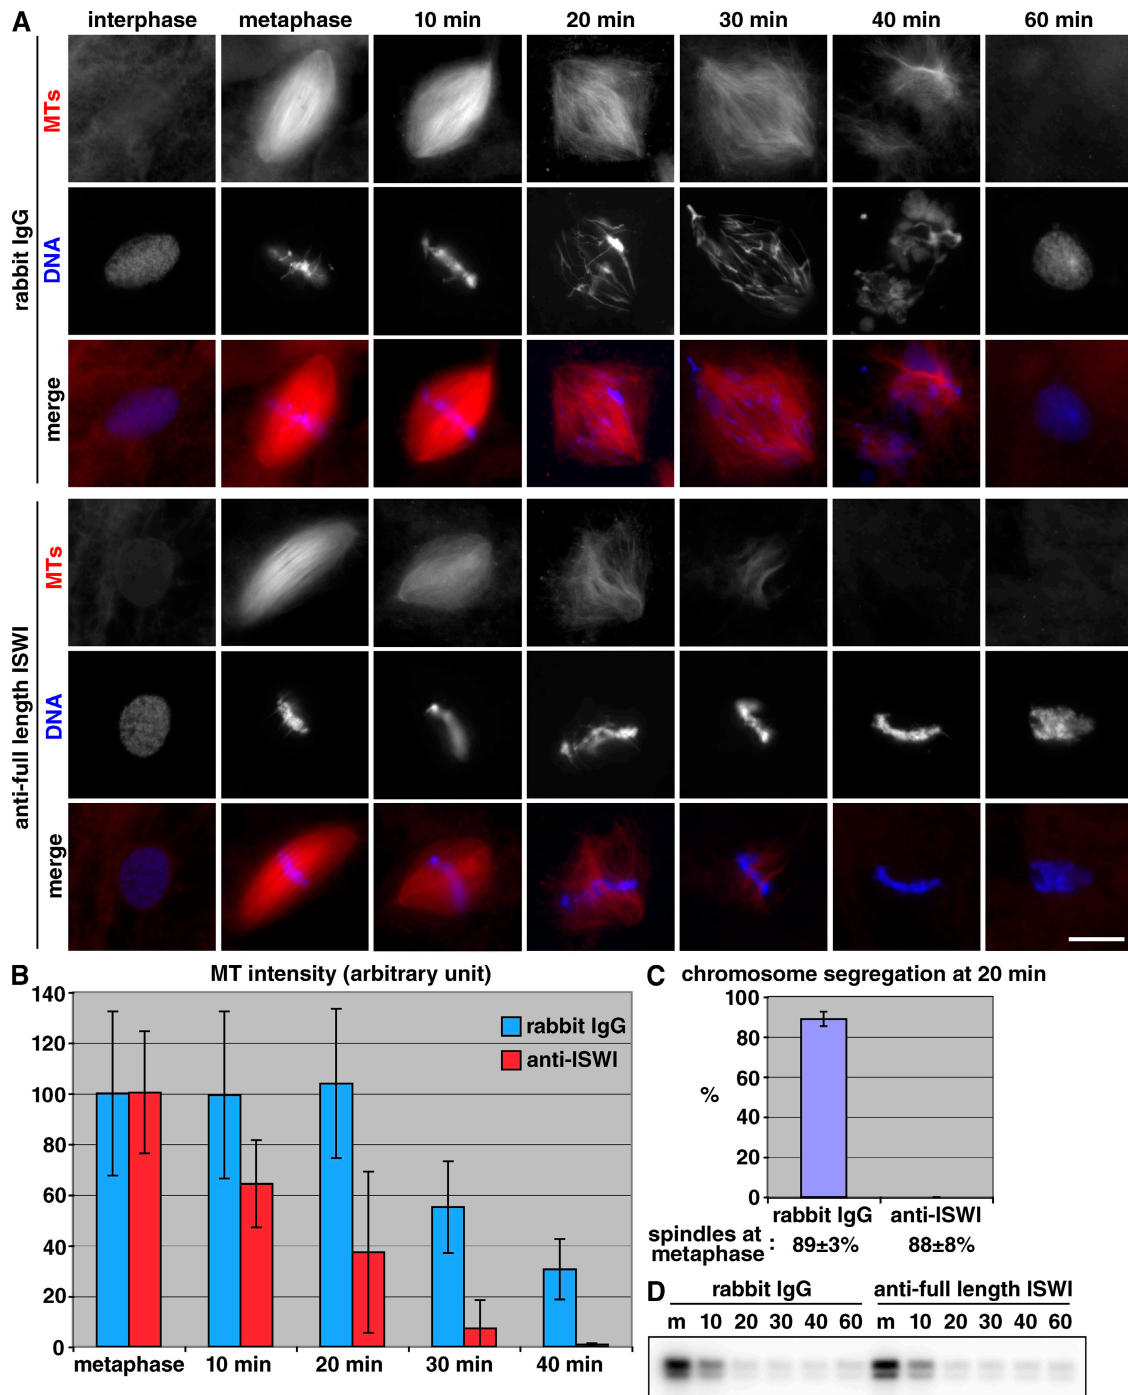 A interphase metaphase 10 min 20 min 30 min 40 min 60 min
rabbit IgG
MTs
DNA
merge
anti-full length ISWI
MTs
DNA
merge
B MT intensity (arbitrary unit)
140
120
100
80
60
40
20
0
rabbit IgG
anti-ISWI
metaphase 10 min 20 min 30 min 40 min
C chromosome segregation at 20 min
100
80
60
40
20
0
%
rabbit IgG anti-ISWI
spindles at metaphase : 89±3% 88±8%
D rabbit IgG anti-full length ISWI
m 10 20 30 40 60 m 10 20 30 40 60